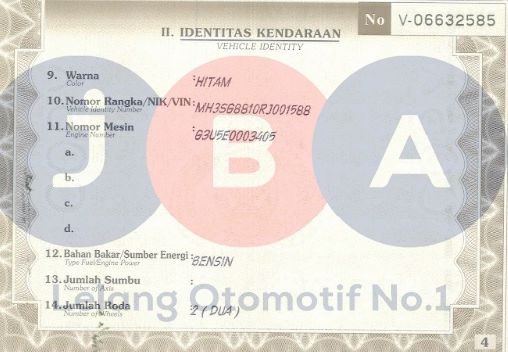 No V-06632585
II. IDENTITAS KENDARAAN
VEHICLE IDENTITY
9. Warna :HITAM
Color
10. Nomor Rangka/NIK/VIN: MH3SG8810RJ001588
Vehicle Identity Number
11. Nomor Mesin :G3U5E0003405
Engine Number
a.
b.
c.
d.
j B A
12. Bahan Bakar/Sumber Energi :BENSIN
Type Fuel/Engine Power
13. Jumlah Sumbu :
Number of Axis
Lelang Otomotif No.1
14. Jumlah Roda : 2 ( DUA )
Number of Wheels
4